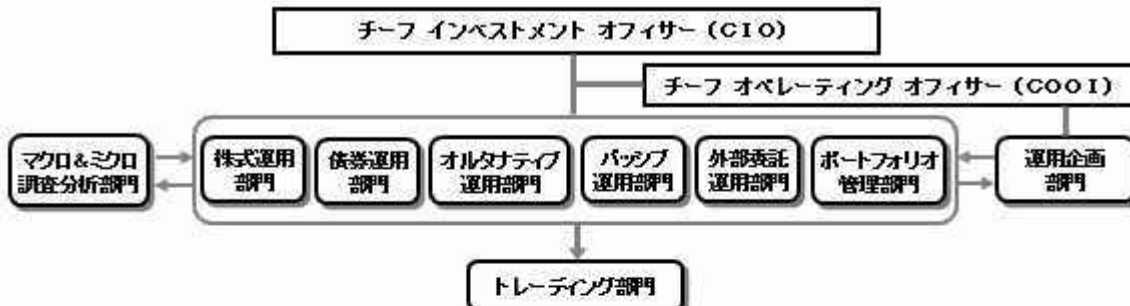 チーフ インベストメント オフィサー (CIO)
チーフ オペレーティング オフィサー (COOI)
マクロ&ミクロ
調査分析部門
株式運用
部門
債券運用
部門
オルタナティブ
運用部門
パッシブ
運用部門
外部委託
運用部門
ポートフォリオ
管理部門
運用企画
部門
トレーディング部門